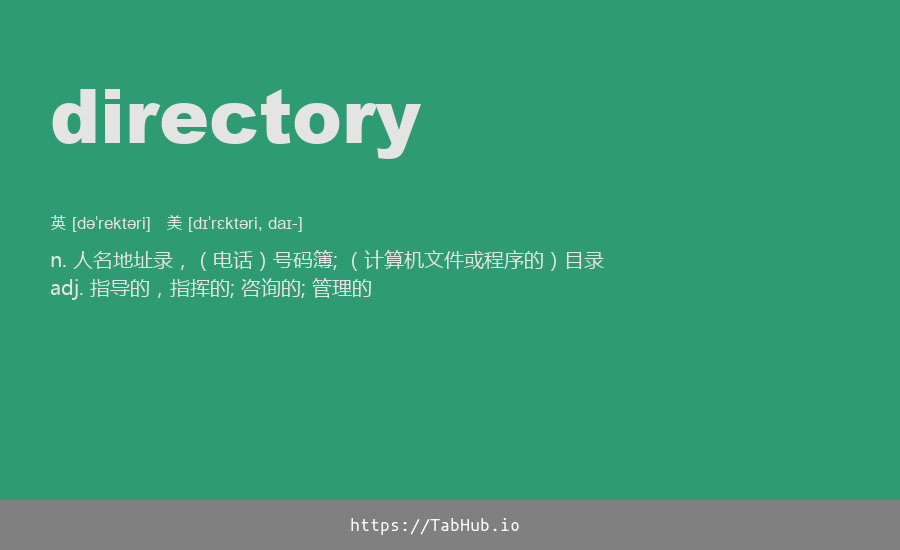 directory
英 [də'rektəri]   美 [dɪˈrɛktəri, daɪ-]
n. 人名地址录，（电话）号码簿; （计算机文件或程序的）目录
adj. 指导的，指挥的; 咨询的; 管理的
https://TabHub.io